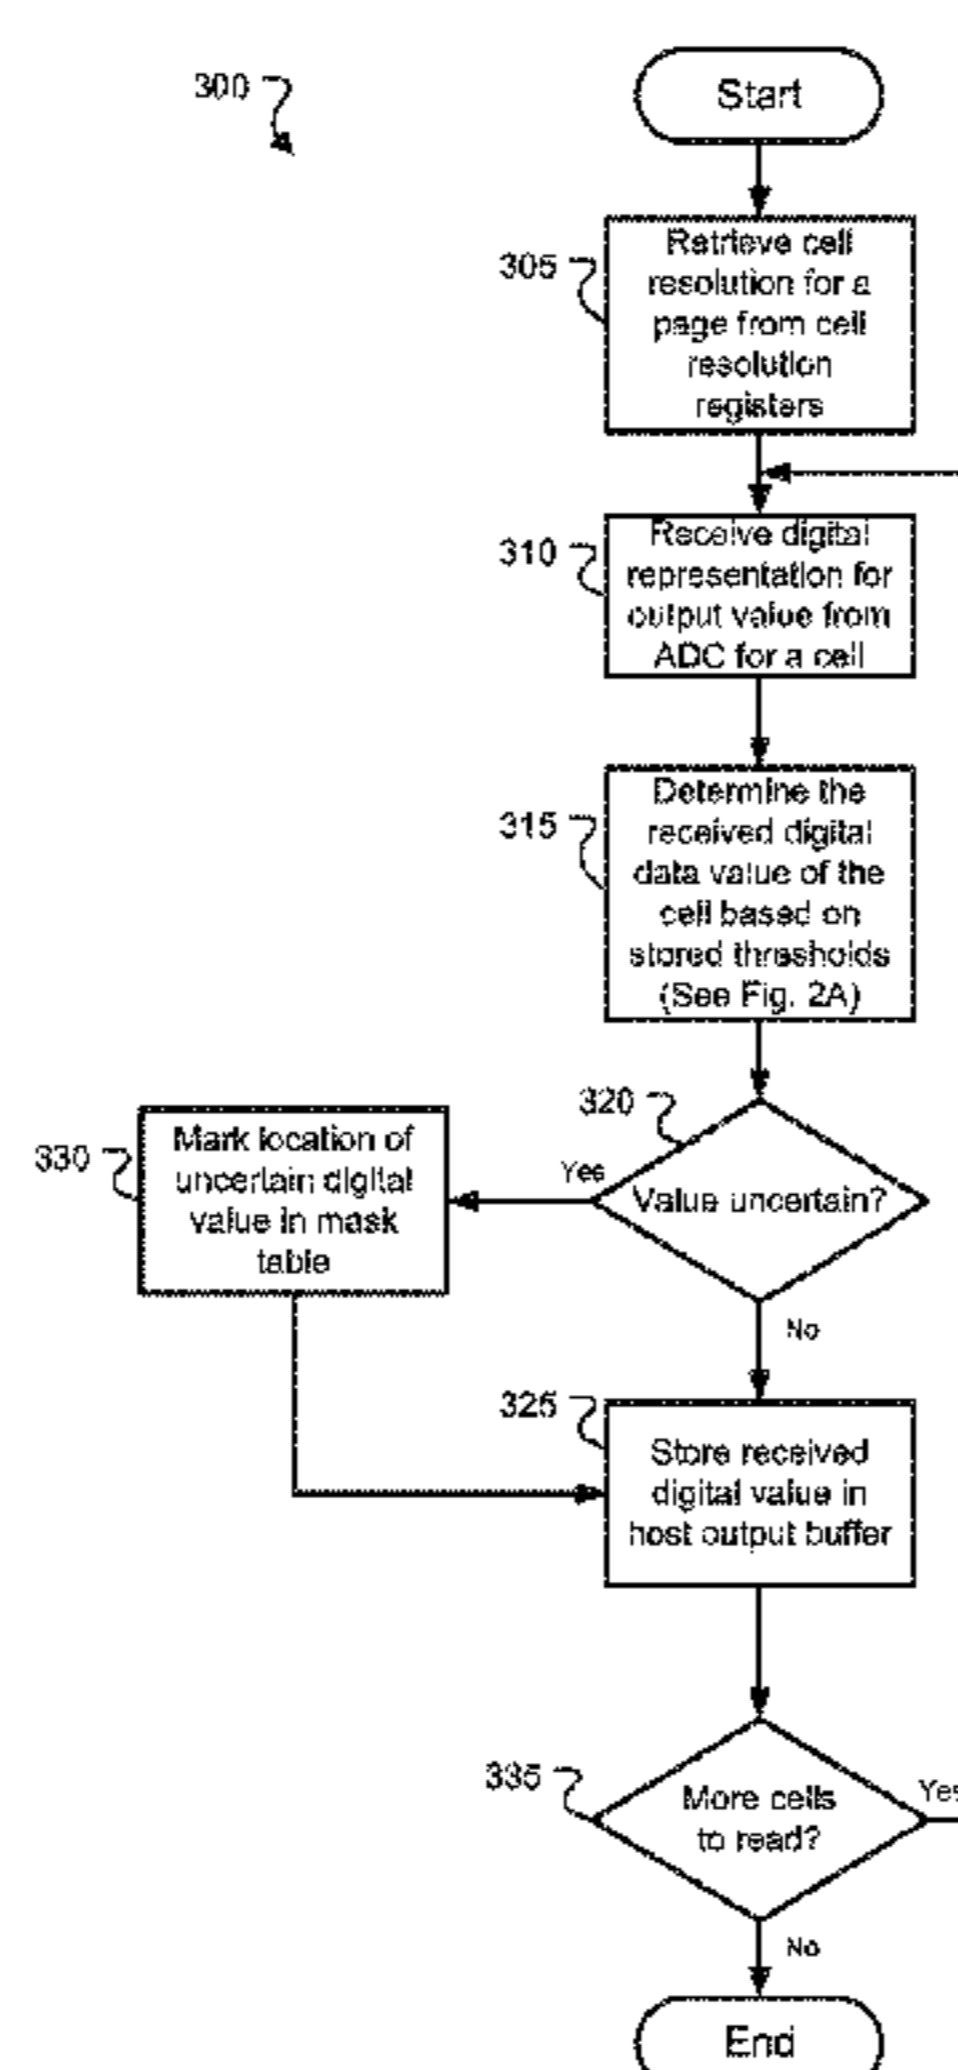 300
Start
305
Retrieve cell
resolution for a
page from cell
resolution
registers
310
Receive digital
representation for
output value from
ADC for a cell
315
Determine the
received digital
data value of the
cell based on
stored thresholds
(See Fig. 2A)
320
Value uncertain?
Yes
No
330
Mark location of
uncertain digital
value in mask
table
325
Store received
digital value in
host output buffer
335
More cells
to read?
Yes
No
End